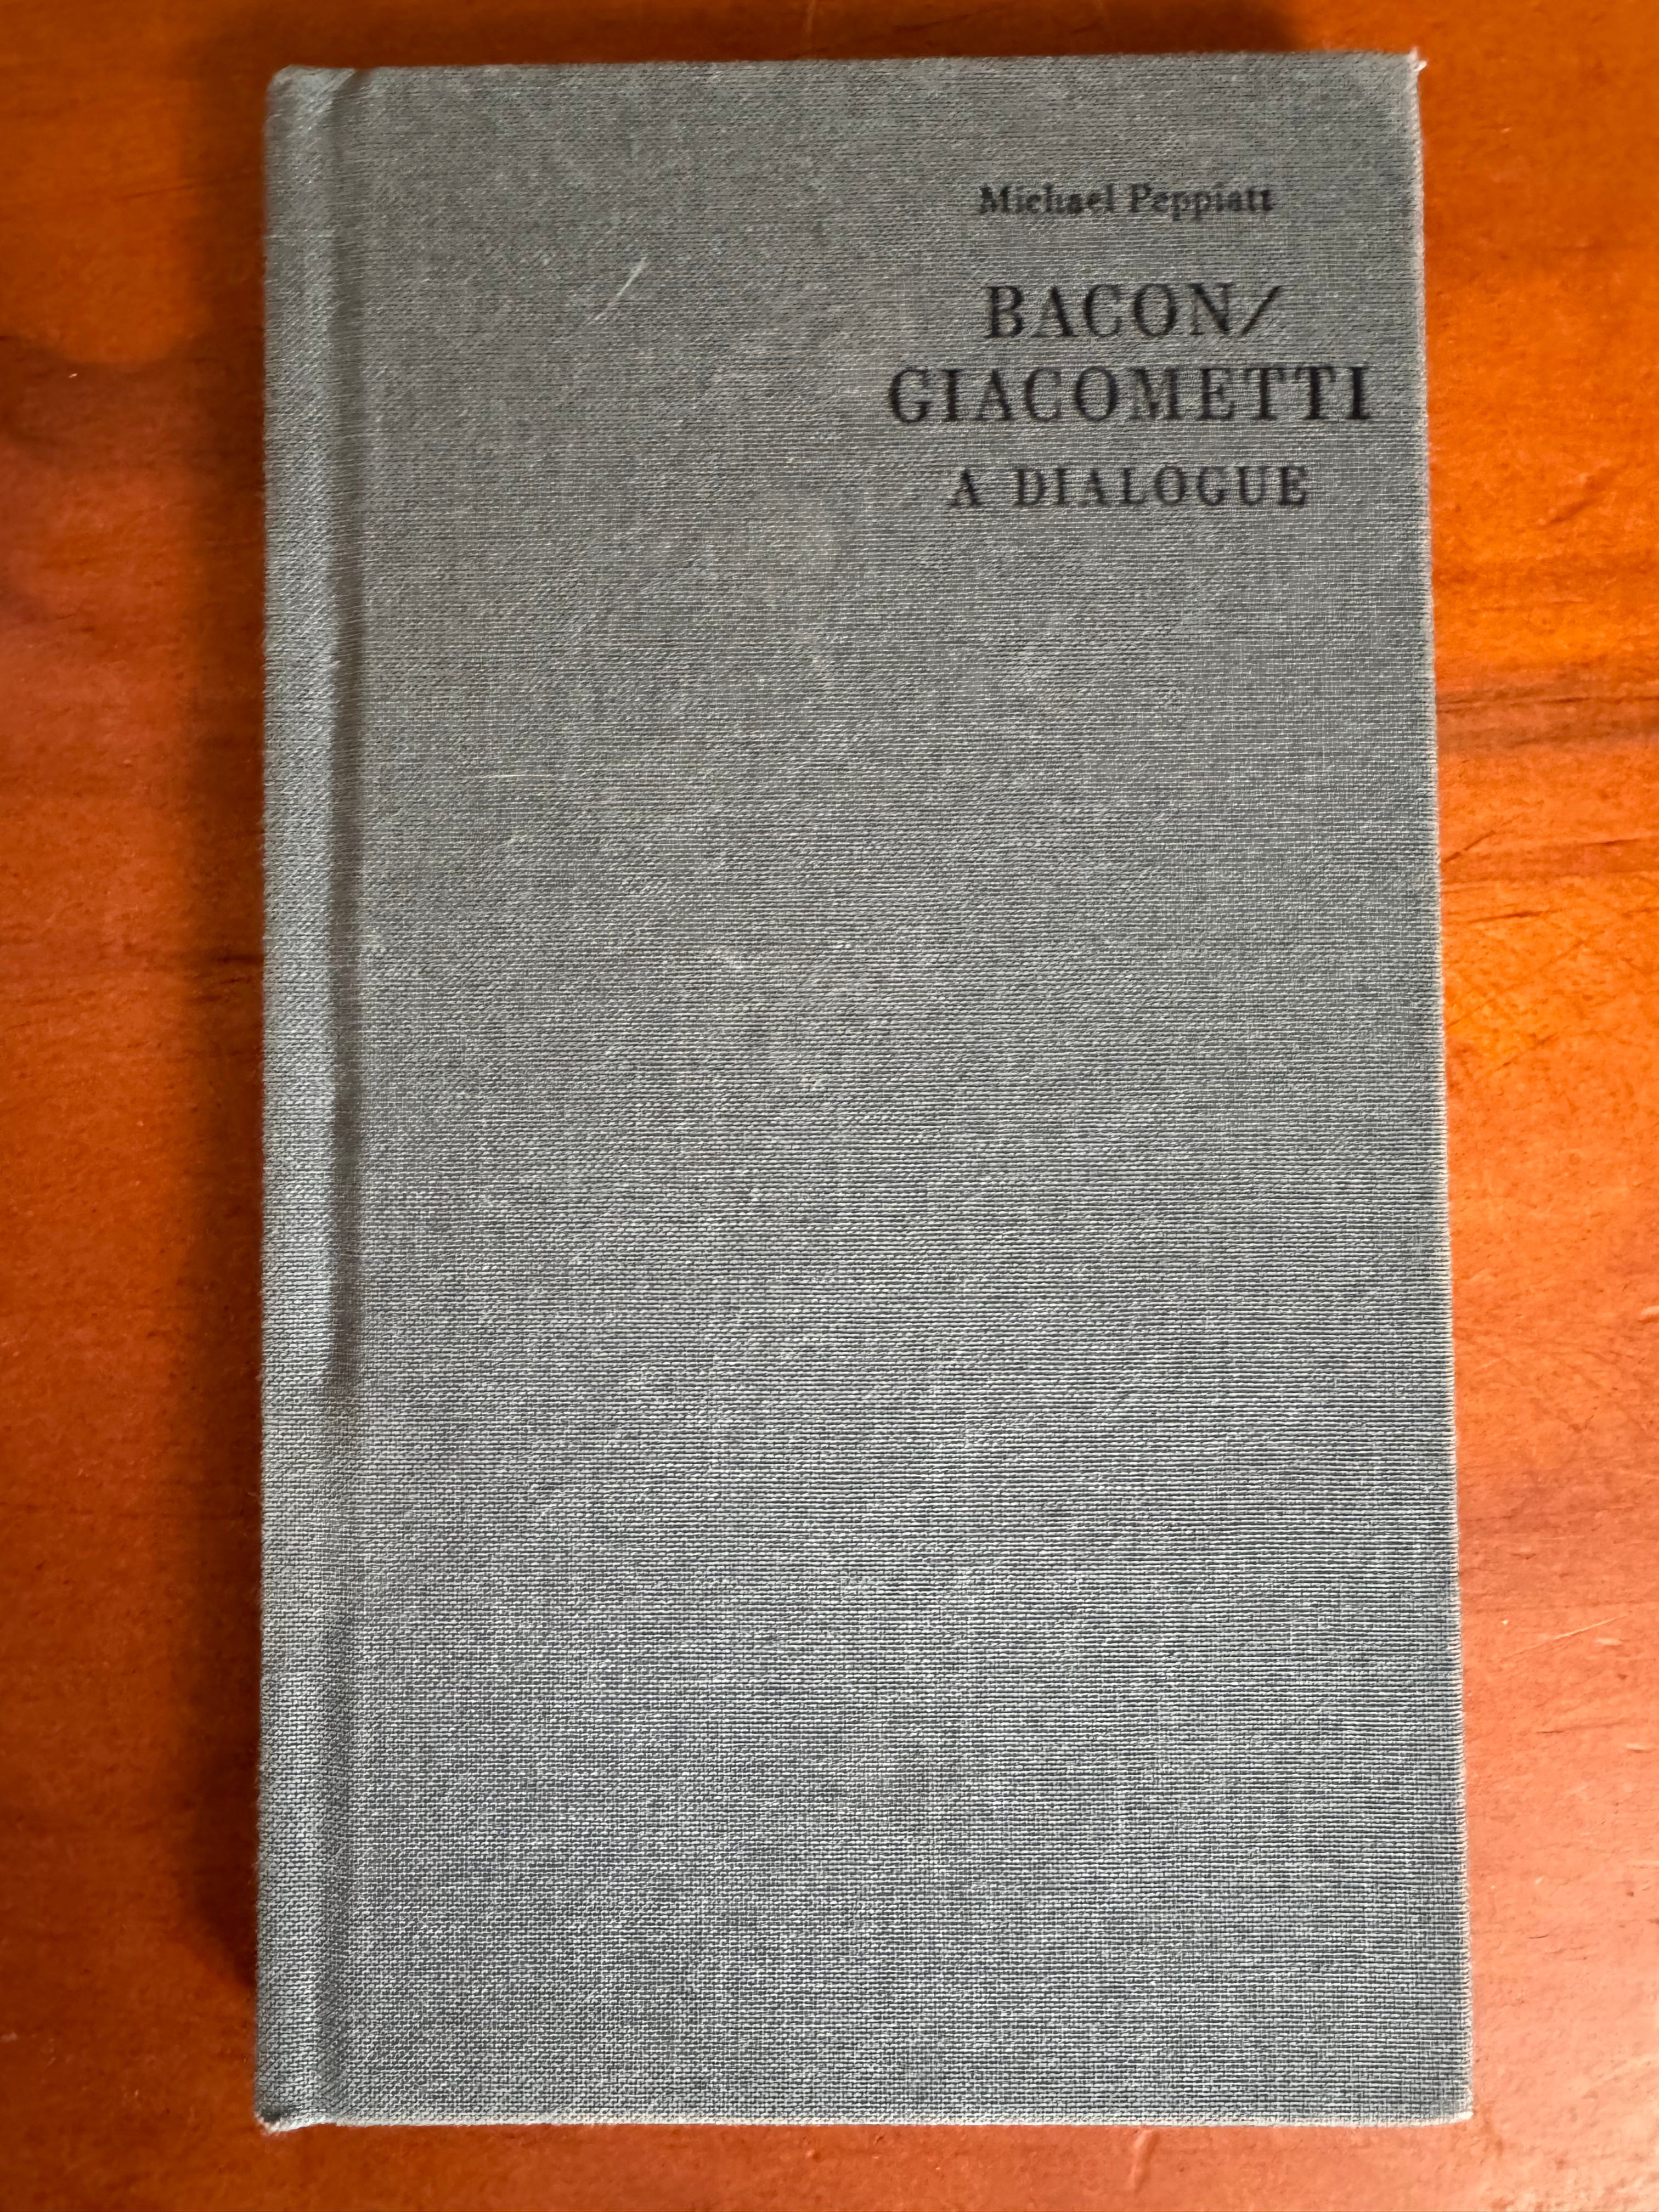 Michael Peppiatt
BACON/
GIACOMETTI
A DIALOGUE